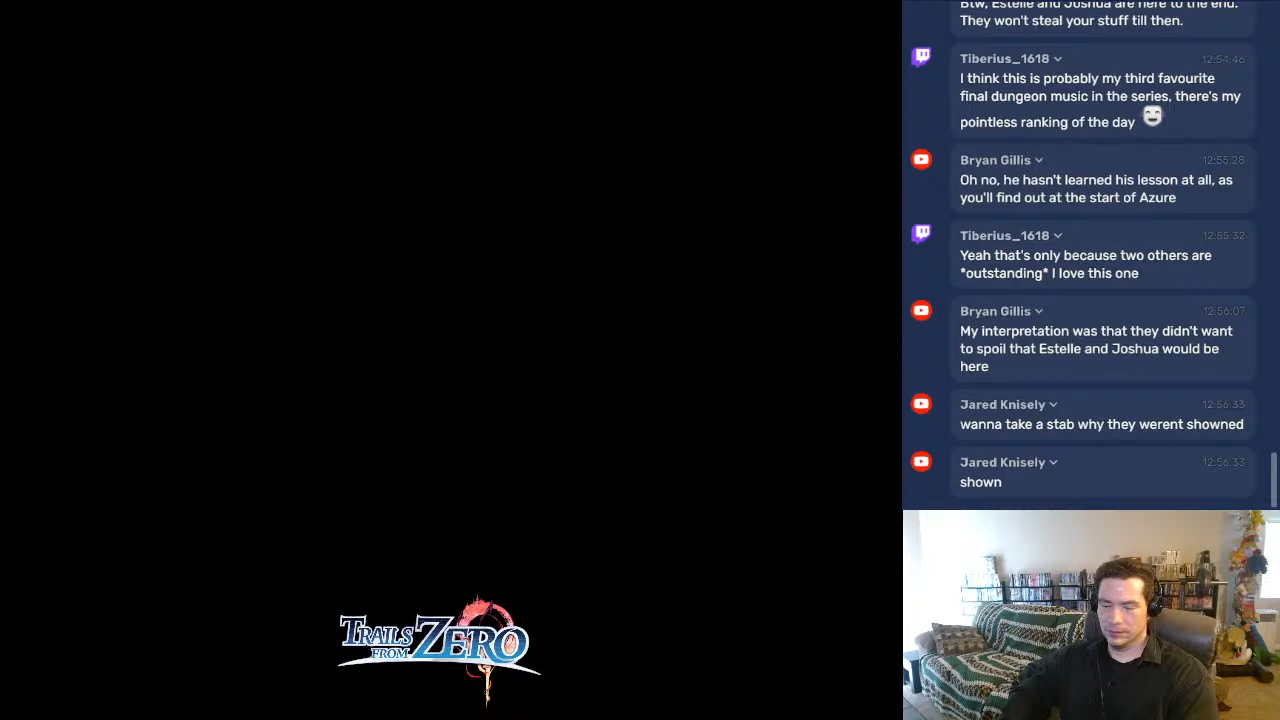 Btw, Estelle and Joshua are here to the end.
They won't steal your stuff till then.
Tiberius_1618 12:54:46
I think this is probably my third favourite
final dungeon music in the series, there's my
pointless ranking of the day
Bryan Gillis 12:55:28
Oh no, he hasn't learned his lesson at all, as
you'll find out at the start of Azure
Tiberius_1618 12:55:32
Yeah that's only because two others are
*outstanding* I love this one
Bryan Gillis 12:56:07
My interpretation was that they didn't want
to spoil that Estelle and Joshua would be
here
Jared Knisely 12:56:33
wanna take a stab why they werent showned
Jared Knisely 12:56:33
shown
TRAILS
FROM ZERO